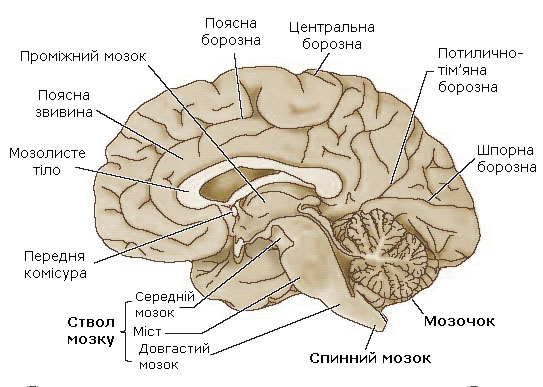 Поясна
борозна
Центральна
борозна
Проміжний мозок
Потилично-
тім’яна
борозна
Поясна
звивина
Мозолисте
тіло
Шпорна
борозна
Передня
комісура
Середній
мозок
Ствол
мозку
Міст
Довгастий
мозок
Мозочок
Спинний мозок